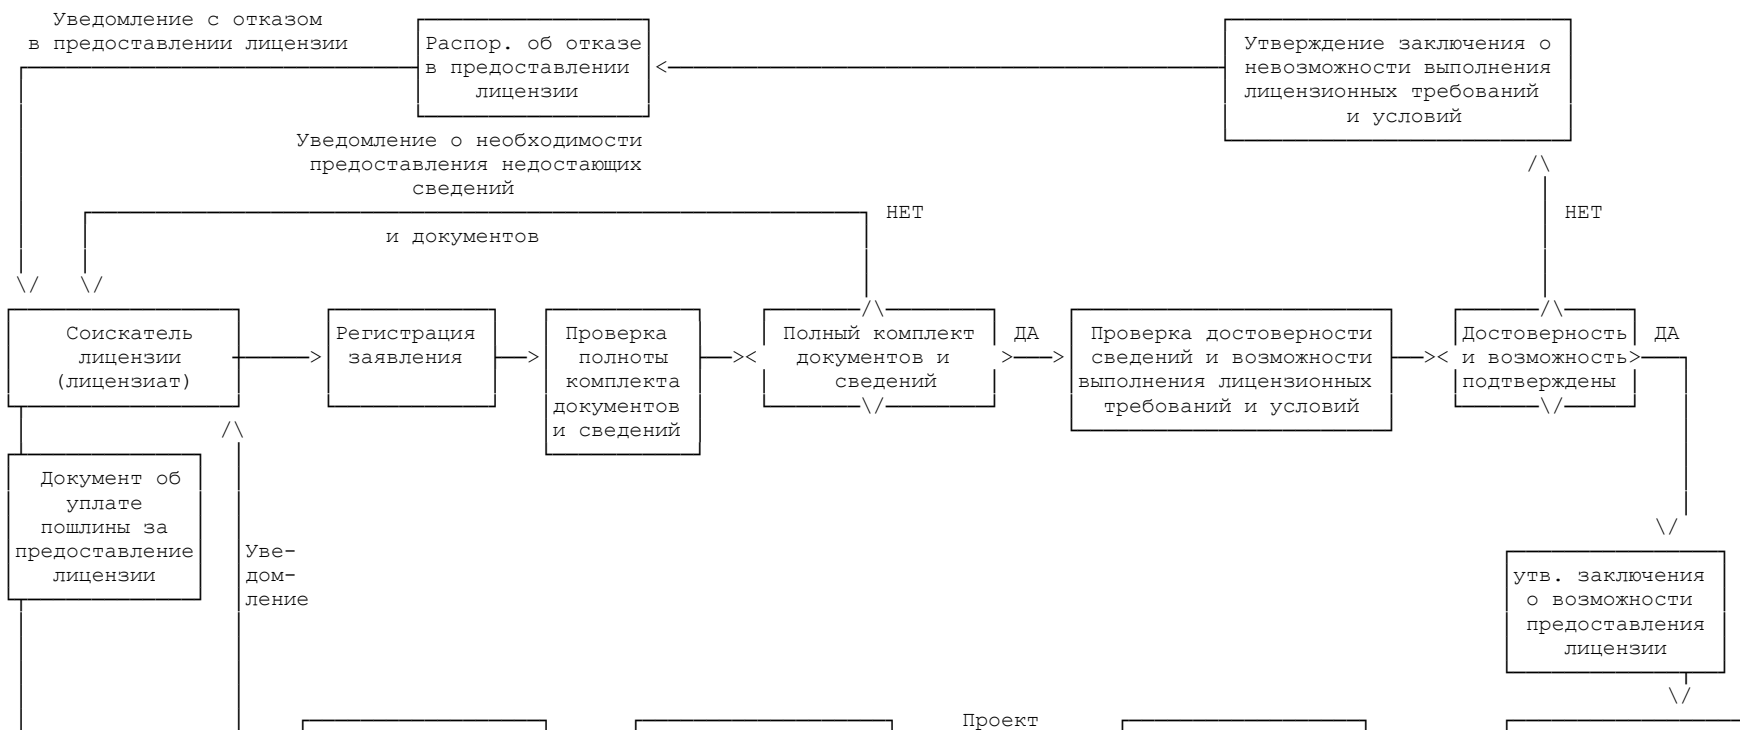 Уведомление с отказом
в предоставлении лицензии
Распор. об отказе
в предоставлении
лицензии
Утверждение заключения о
невозможности выполнения
лицензионных требований
и условий
Уведомление о необходимости
предоставления недостающих
сведений
и документов
НЕТ
НЕТ
Соискатель
лицензии
(лицензиат)
Регистрация
заявления
Проверка
полноты
комплекта
документов
и сведений
Полный комплект
документов и
сведений
ДА
Проверка достоверности
сведений и возможности
выполнения лицензионных
требований и условий
Достоверность
и возможность
подтверждены
ДА
Документ об
уплате
пошлины за
предоставление
лицензии
Уве-
дом-
ление
утв. заключения
о возможности
предоставления
лицензии
Проект